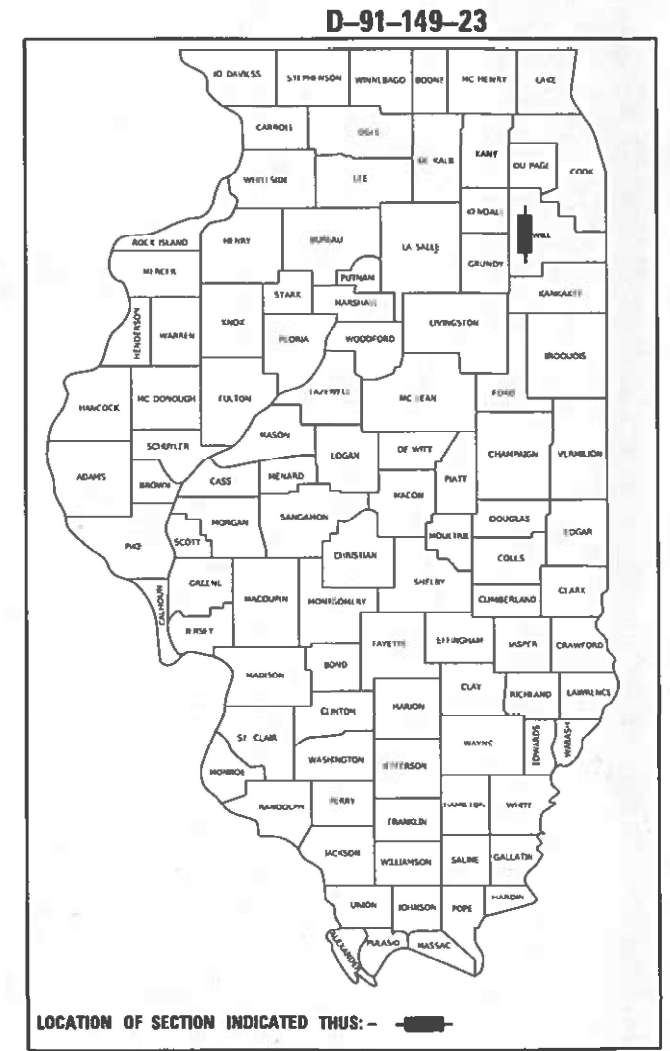 D-91-149-23
JO DAVIESS STEPHENSON WINNEBAGO BOONE MC HENRY LAKE
CARROLL OGLE DE KALB KANE DU PAGE COOK
WHITESIDE LEE
KENDALL WILL
ROCK ISLAND HENRY BUREAU LA SALLE
MERCER PUTNAM GRUNDY
STARK MARSHALL KANKAKEE
HENDERSON WARREN KNOX PEORIA WOODFORD LIVINGSTON IROQUOIS
HANCOCK MC DONOUGH FULTON TAZEWELL MC LEAN FORD
SCHUYLER MASON LOGAN DE WITT CHAMPAIGN VERMILION
ADAMS BROWN CASS MENARD MACON PIATT
PIKE SCOTT MORGAN SANGAMON MOULTRIE DOUGLAS EDGAR
CHRISTIAN COLES
CALHOUN GREENE MACOUPIN MONTGOMERY SHELBY CUMBERLAND CLARK
JERSEY FAYETTE EFFINGHAM JASPER CRAWFORD
MADISON BOND CLAY RICHLAND LAWRENCE
CLINTON MARION
ST CLAIR WAYNE EDWARDS WABASH
MONROE WASHINGTON JEFFERSON
RANDOLPH PERRY HAMILTON WHITE
FRANKLIN
JACKSON WILLIAMSON SALINE GALLATIN
UNION JOHNSON POPE HARDIN
ALEXANDER PULASKI MASSAC
LOCATION OF SECTION INDICATED THUS: -